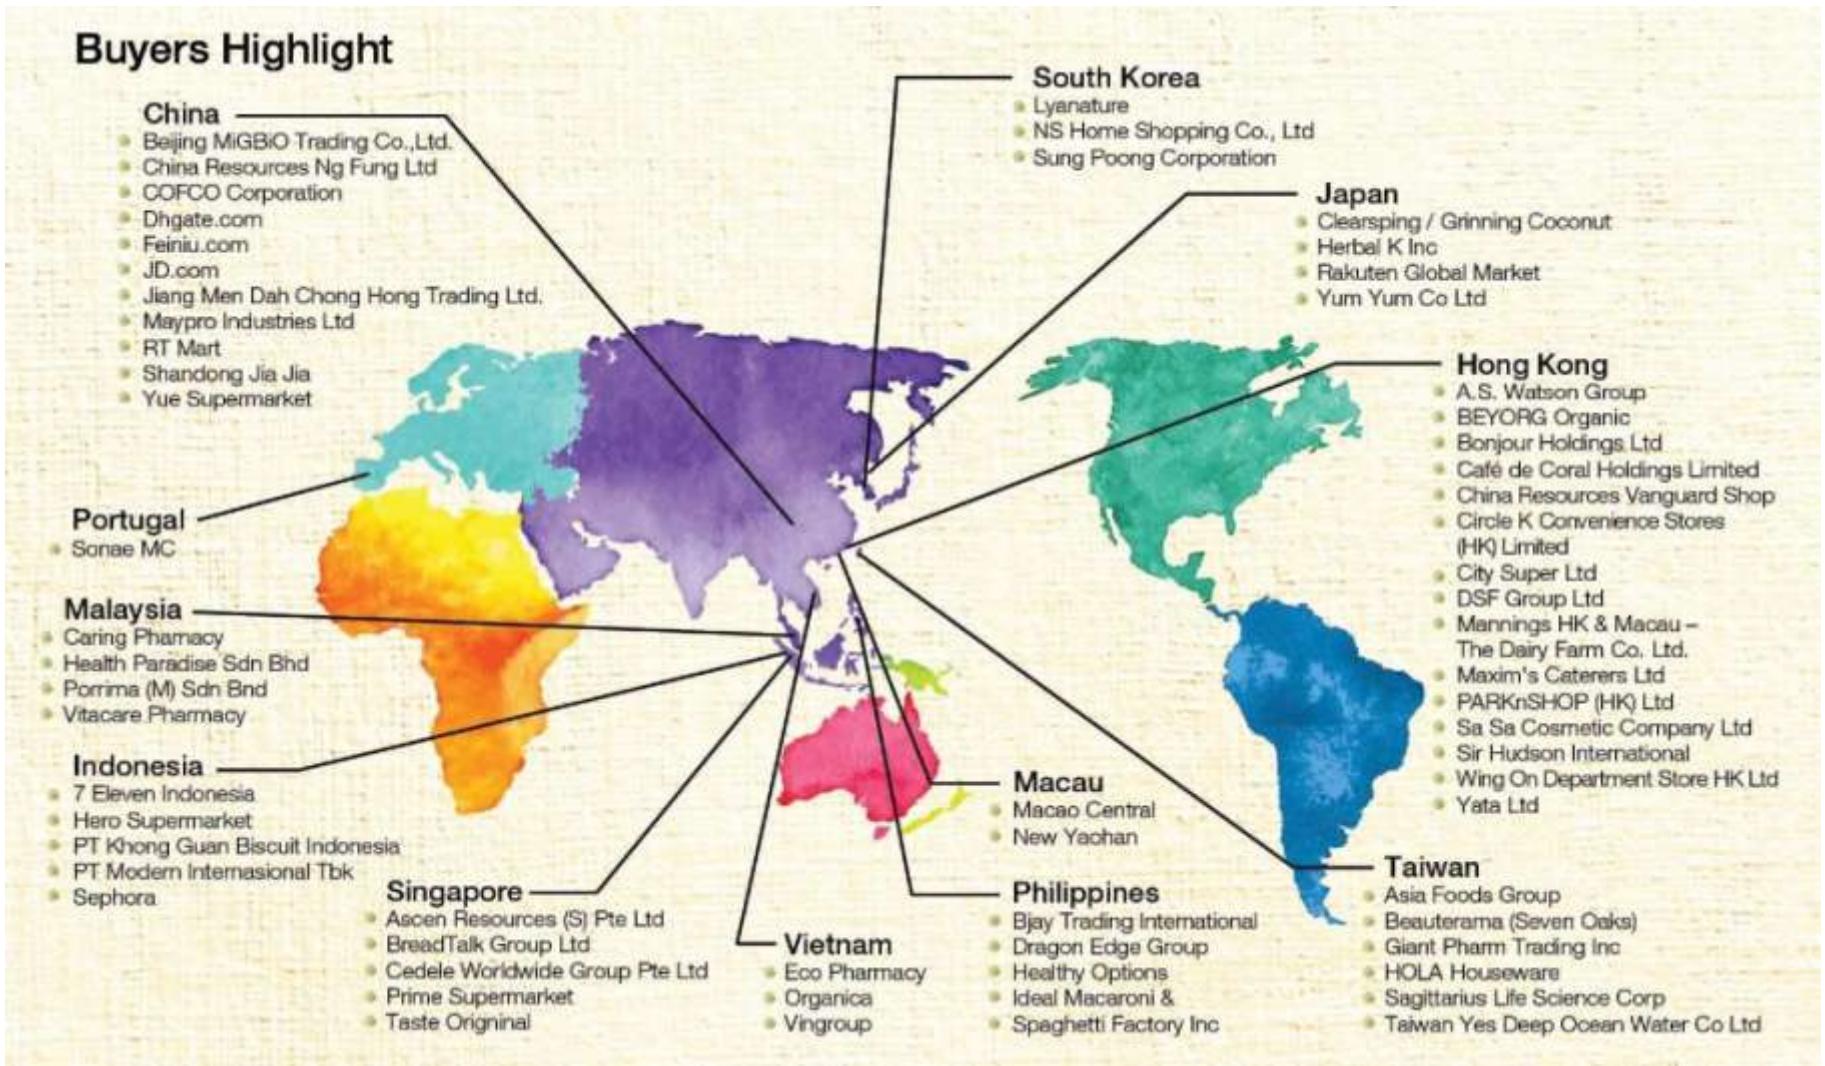 Buyers Highlight
China
Beijing MiGBiO Trading Co.,Ltd.
China Resources Ng Fung Ltd
COFCO Corporation
Dhgate.com
Feiniu.com
JD.com
Jiang Men Dah Chong Hong Trading Ltd.
Maypro Industries Ltd
RT Mart
Shandong Jia Jia
Yue Supermarket
South Korea
Lyanature
NS Home Shopping Co., Ltd
Sung Poong Corporation
Japan
Clearsping / Grinning Coconut
Herbal K Inc
Rakuten Global Market
Yum Yum Co Ltd
Hong Kong
A.S. Watson Group
BEYORG Organic
Bonjour Holdings Ltd
Café de Coral Holdings Limited
China Resources Vanguard Shop
Circle K Convenience Stores
(HK) Limited
City Super Ltd
DSF Group Ltd
Mannings HK & Macau –
The Dairy Farm Co. Ltd.
Maxim's Caterers Ltd
PARKnSHOP (HK) Ltd
Sa Sa Cosmetic Company Ltd
Sir Hudson International
Wing On Department Store HK Ltd
Yata Ltd
Portugal
Sonae MC
Malaysia
Caring Pharmacy
Health Paradise Sdn Bhd
Porrima (M) Sdn Bnd
Vitacare Pharmacy
Indonesia
7 Eleven Indonesia
Hero Supermarket
PT Khong Guan Biscuit Indonesia
PT Modern Internasional Tbk
Sephora
Singapore
Ascen Resources (S) Pte Ltd
BreadTalk Group Ltd
Cedele Worldwide Group Pte Ltd
Prime Supermarket
Taste Origninal
Vietnam
Eco Pharmacy
Organica
Vingroup
Macau
Macao Central
New Yaohan
Philippines
Bjay Trading International
Dragon Edge Group
Healthy Options
Ideal Macaroni &
Spaghetti Factory Inc
Taiwan
Asia Foods Group
Beauterama (Seven Oaks)
Giant Pharm Trading Inc
HOLA Houseware
Sagittarius Life Science Corp
Taiwan Yes Deep Ocean Water Co Ltd